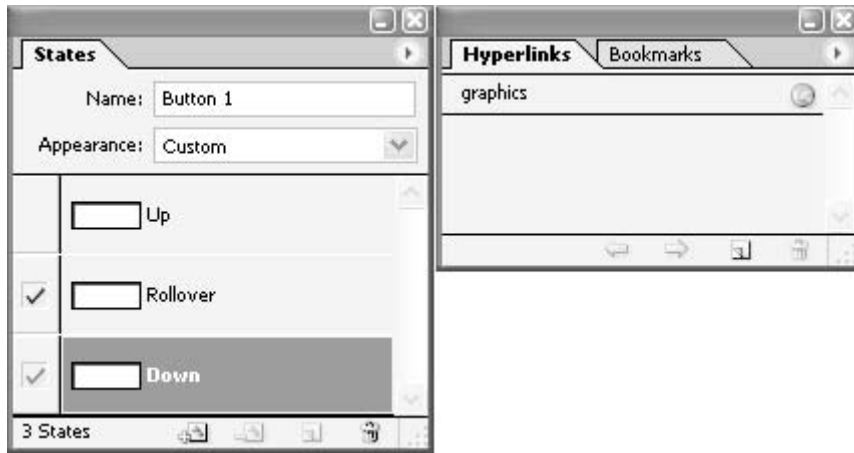 States
Name: Button 1
Appearance: Custom
Up
Rollover
Down
3 States
Hyperlinks Bookmarks
graphics